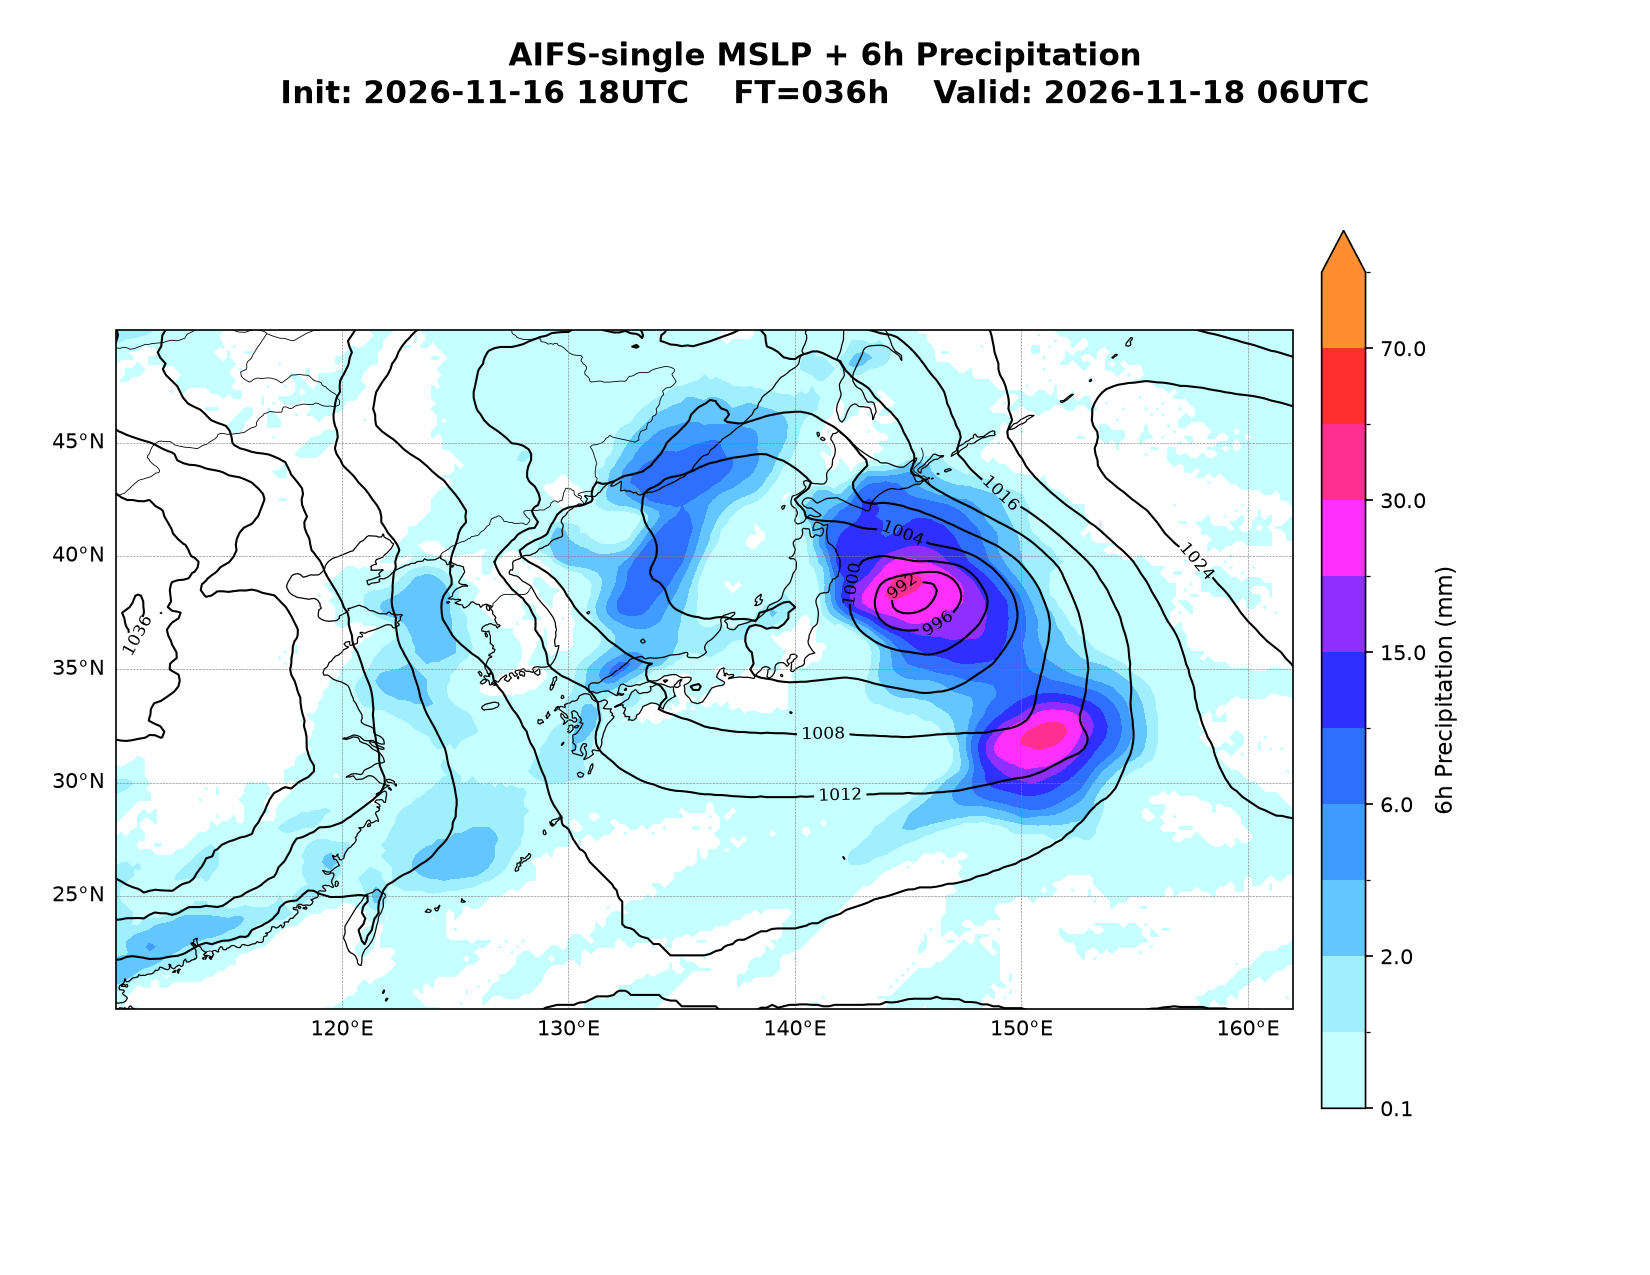 AIFS-single MSLP + 6h Precipitation
Init: 2026-11-16 18UTC    FT=036h    Valid: 2026-11-18 06UTC
45°N
40°N
35°N
30°N
25°N
120°E
130°E
140°E
150°E
160°E
1016
1004
1024
992
1000
996
1036
1008
1012
70.0
30.0
15.0
6.0
2.0
0.1
6h Precipitation (mm)